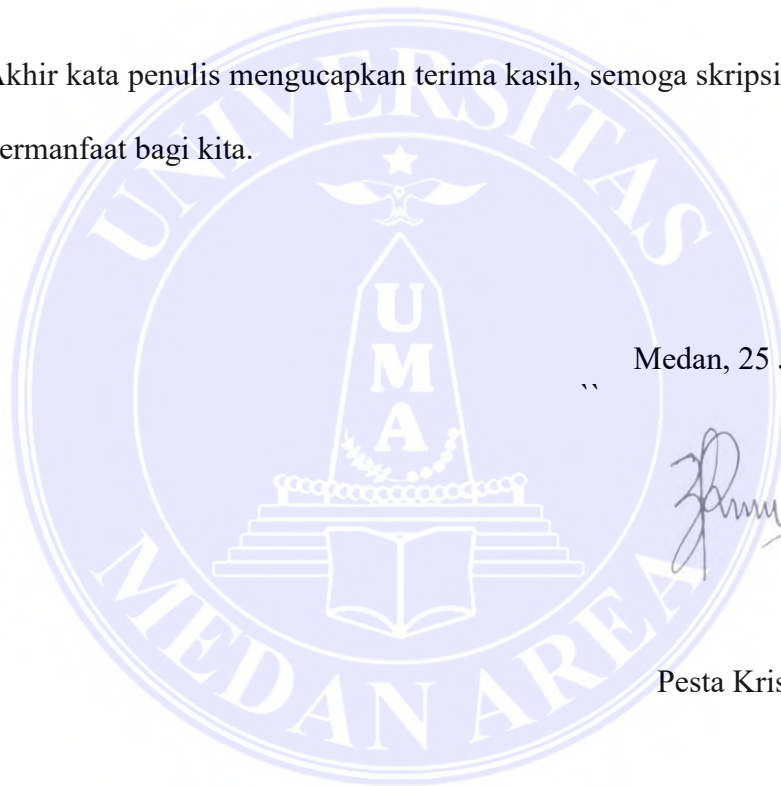 Akhir kata penulis mengucapkan terima kasih, semoga skripsi
ermanfaat bagi kita.
UNIVERSITAS
U
M
A
Medan, 25
``
Pesta Kris
MEDAN AREA